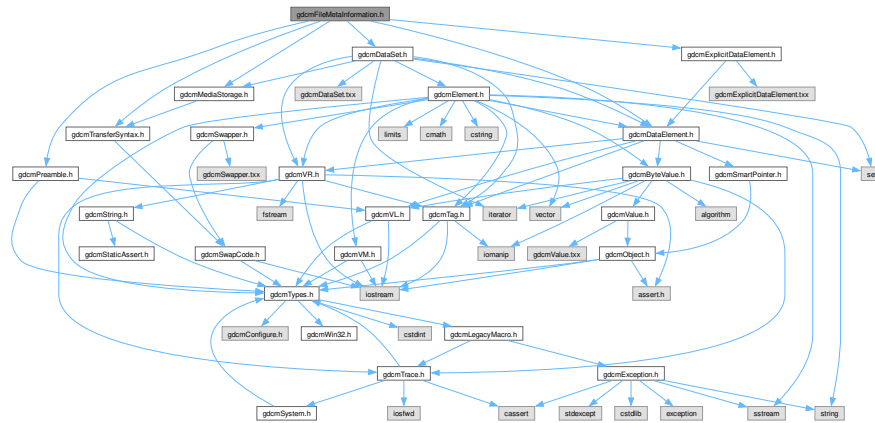 gdcmFileMetaInformation.h
gdcmDataSet.h
gdcmExplicitDataElement.h
gdcmMediaStorage.h
gdcmDataSet.txx
gdcmElement.h
gdcmExplicitDataElement.txx
gdcmTransferSyntax.h
gdcmSwapper.h
limits
cmath
cstring
gdcmDataElement.h
gdcmPreamble.h
gdcmSwapper.txx
gdcmVR.h
gdcmByteValue.h
gdcmSmartPointer.h
gdcmString.h
fstream
gdcmVL.h
gdcmTag.h
iterator
vector
gdcmValue.h
algorithm
gdcmStaticAssert.h
gdcmSwapCode.h
gdcmVM.h
iomanip
gdcmValue.txx
gdcmObject.h
gdcmTypes.h
iostream
assert.h
gdcmConfigure.h
gdcmWin32.h
cstdint
gdcmLegacyMacro.h
gdcmTrace.h
gdcmException.h
gdcmSystem.h
iosfwd
cassert
stdexcept
cstdlib
exception
sstream
string